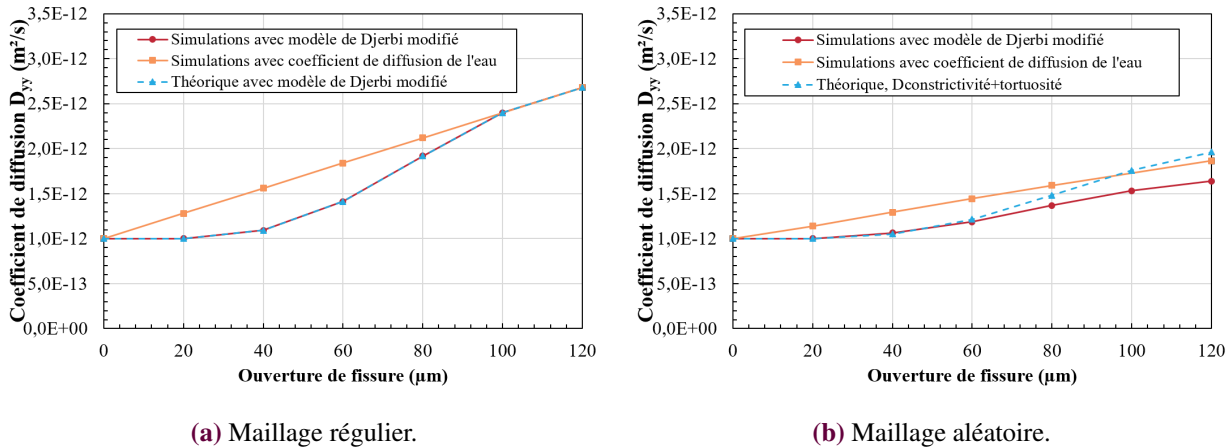 Coefficient de diffusion Dyy (m²/s)
3,5E-12
3,0E-12
2,5E-12
2,0E-12
1,5E-12
1,0E-12
5,0E-13
0,0E+00
Simulations avec modèle de Djerbi modifié
Simulations avec coefficient de diffusion de l'eau
Théorique avec modèle de Djerbi modifié
0 20 40 60 80 100 120
Ouverture de fissure (µm)
(a) Maillage régulier.
Coefficient de diffusion Dyy (m²/s)
3,5E-12
3,0E-12
2,5E-12
2,0E-12
1,5E-12
1,0E-12
5,0E-13
0,0E+00
Simulations avec modèle de Djerbi modifié
Simulations avec coefficient de diffusion de l'eau
Théorique, Dconstrictivité+tortuosité
0 20 40 60 80 100 120
Ouverture de fissure (µm)
(b) Maillage aléatoire.